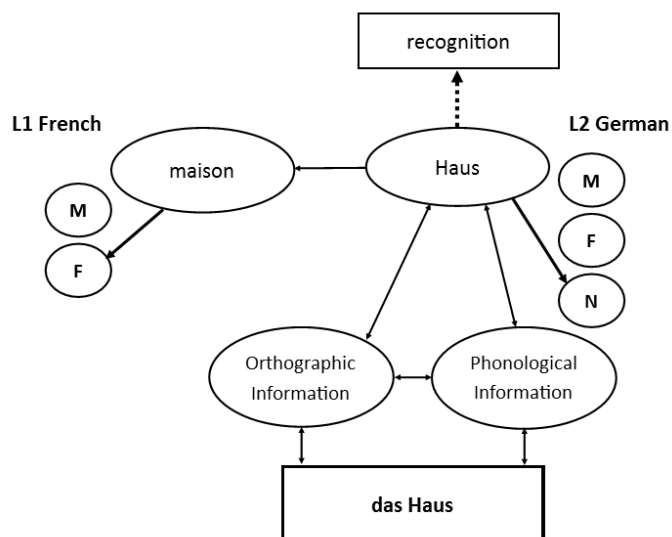 recognition
L1 French
L2 German
maison
Haus
M
F
M
F
N
Orthographic
Information
Phonological
Information
das Haus